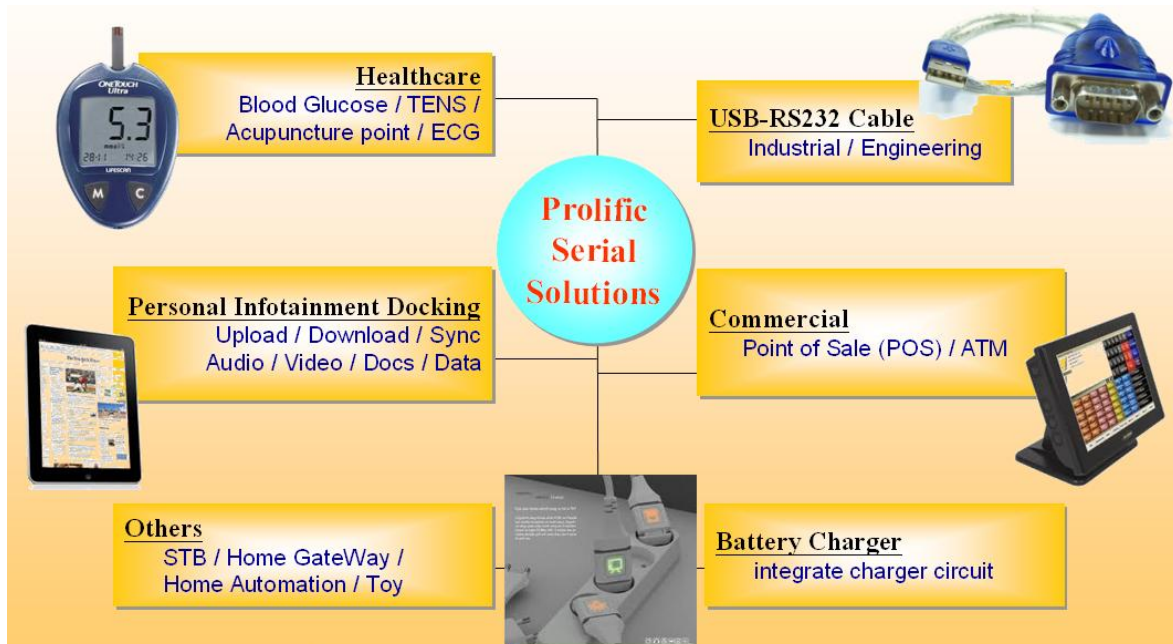 ONETOUCH
Ultra
5.3
mmol/L
28-11 14:26
LIFESCAN
M C
Healthcare
Blood Glucose / TENS /
Acupuncture point / ECG
USB-RS232 Cable
Industrial / Engineering
Prolific
Serial
Solutions
Personal Infotainment Docking
Upload / Download / Sync
Audio / Video / Docs / Data
Commercial
Point of Sale (POS) / ATM
Others
STB / Home GateWay /
Home Automation / Toy
Battery Charger
integrate charger circuit